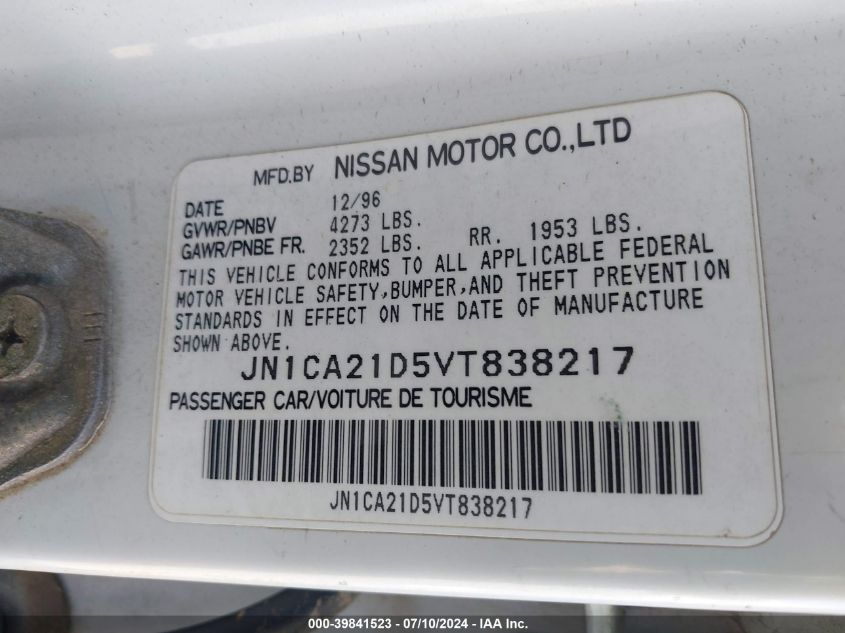 MFD.BY NISSAN MOTOR CO.,LTD
DATE 12/96
GVWR/PNBV 4273 LBS.
GAWR/PNBE FR. 2352 LBS. RR. 1953 LBS.
THIS VEHICLE CONFORMS TO ALL APPLICABLE FEDERAL
MOTOR VEHICLE SAFETY,BUMPER,AND THEFT PREVENTION
STANDARDS IN EFFECT ON THE DATE OF MANUFACTURE
SHOWN ABOVE.
JN1CA21D5VT838217
PASSENGER CAR/VOITURE DE TOURISME
JN1CA21D5VT838217
000-39841523 — 07/10/2024 — IAA Inc.